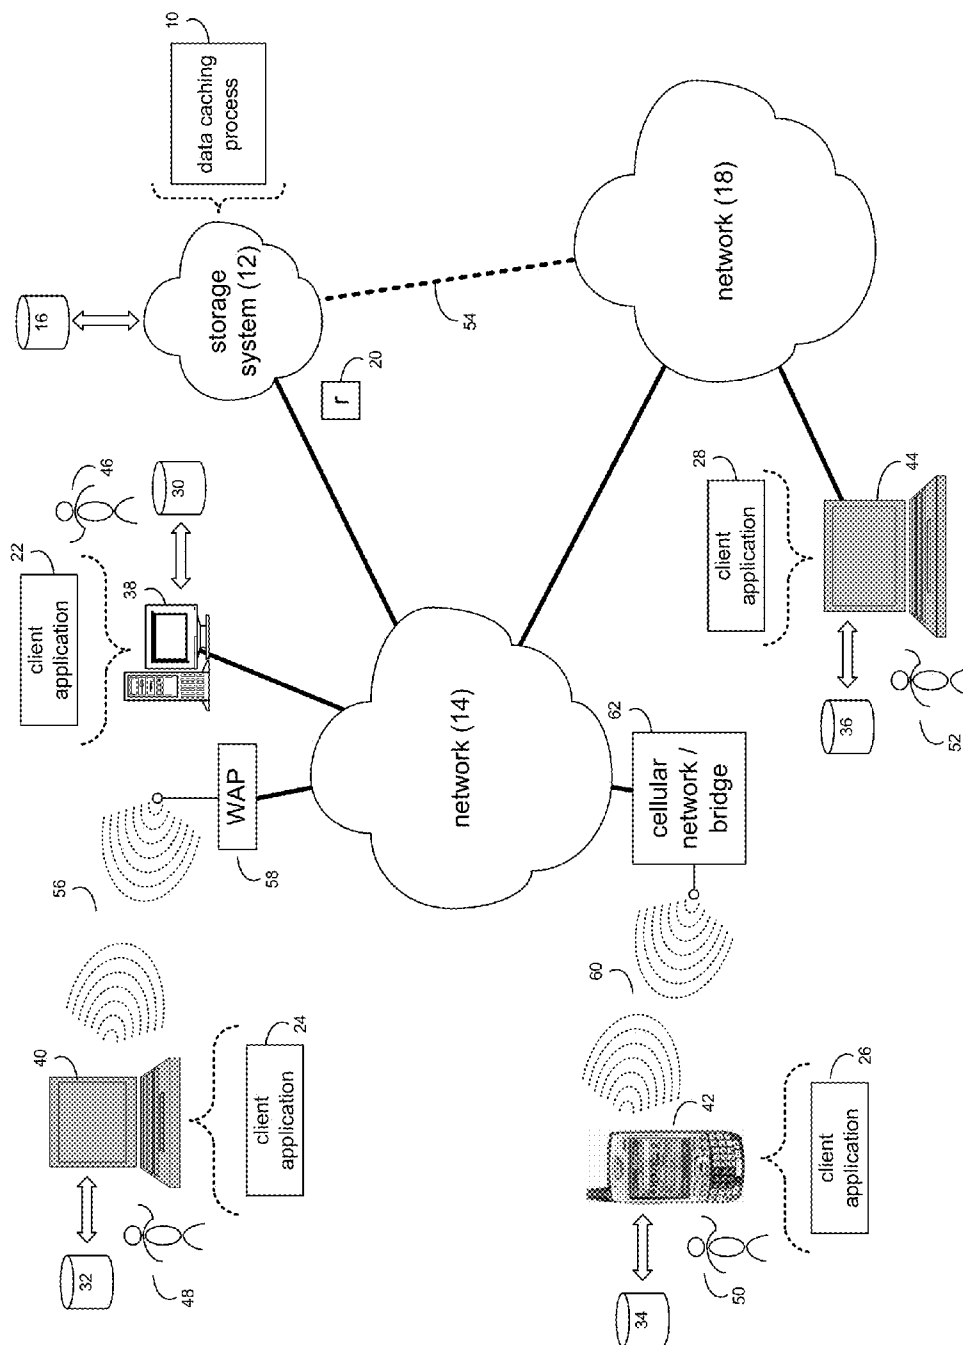 10
data caching
process
16
storage
system (12)
22
client
application
46
30
38
r
20
54
network (18)
40
56
WAP
58
32
48
24
client
application
network (14)
62
cellular
network /
bridge
28
client
application
44
36
52
60
42
34
50
26
client
application